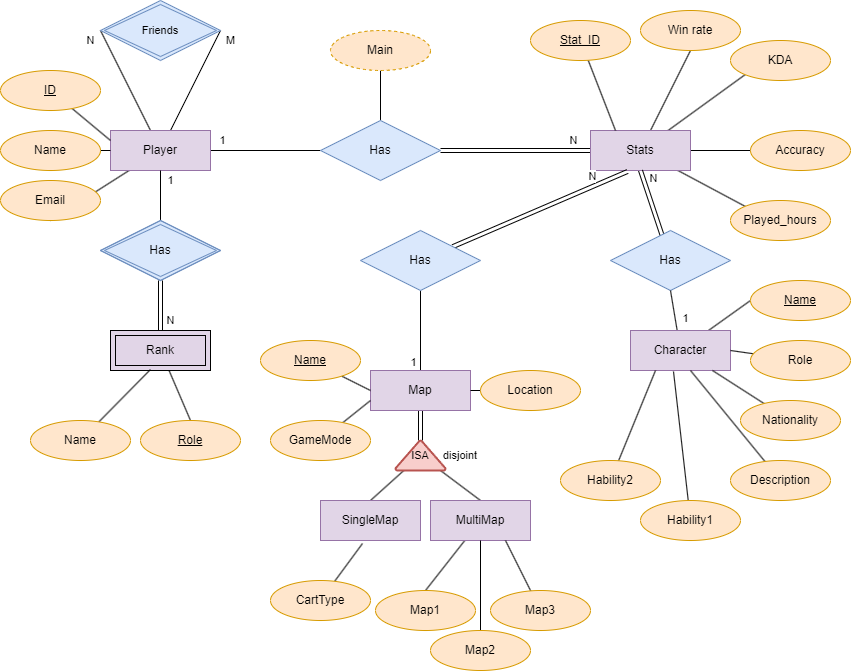 Friends
N
M
Main
Stat_ID
Win rate
KDA
ID
Name
Player
1
Has
N
Stats
Accuracy
Email
1
N
N
Played_hours
Has
Has
Has
N
1
Name
Rank
Name
1
Character
Role
Map
Location
Nationality
Name
Role
GameMode
ISA
disjoint
Hability2
Description
SingleMap
MultiMap
Hability1
CartType
Map1
Map3
Map2